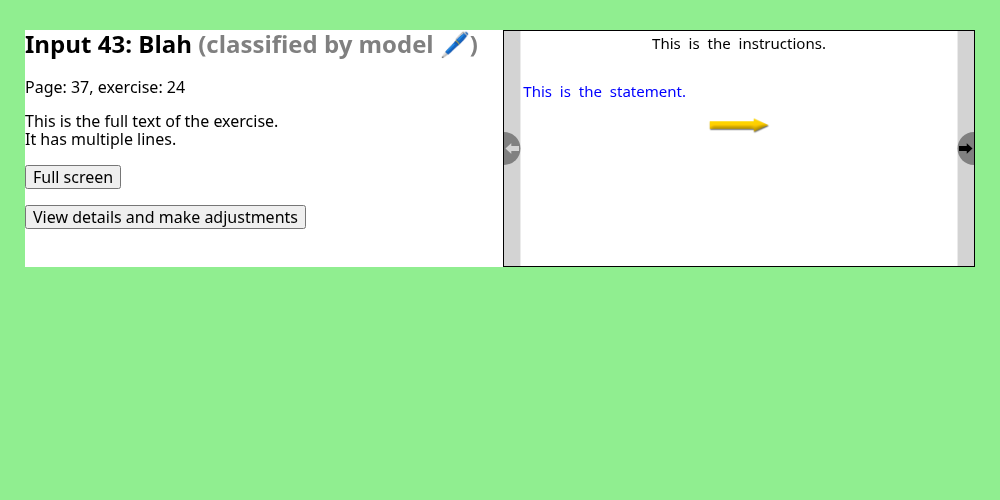 Input 43: Blah (classified by model 🖊️)
Page: 37, exercise: 24
This is the full text of the exercise.
It has multiple lines.
Full screen
View details and make adjustments
This is the instructions.
This is the statement.